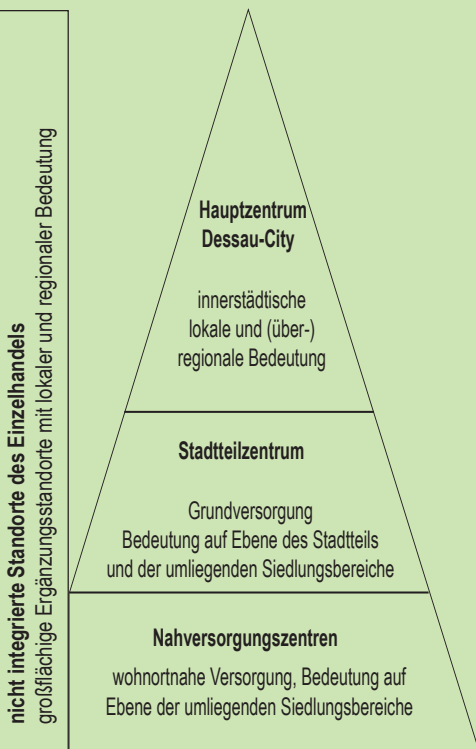 nicht integrierte Standorte des Einzelhandels
großflächige Ergänzungsstandorte mit lokaler und regionaler Bedeutung
Hauptzentrum
Dessau-City
innerstädtische
lokale und (über-)
regionale Bedeutung
Stadtteilzentrum
Grundversorgung
Bedeutung auf Ebene des Stadtteils
und der umliegenden Siedlungsbereiche
Nahversorgungszentren
wohnortnahe Versorgung, Bedeutung auf
Ebene der umliegenden Siedlungsbereiche